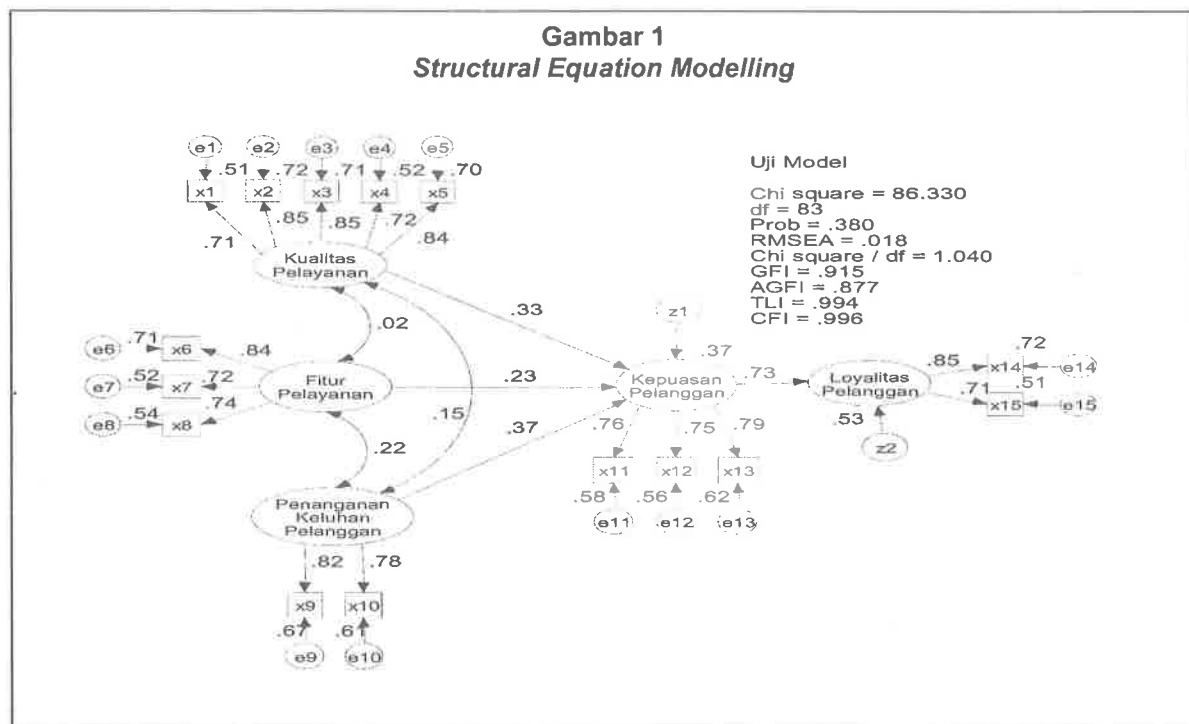 Gambar 1
Structural Equation Modelling
e1 e2 e3 e4 e5
.51 .72 .71 .52 .70
x1 x2 x3 x4 x5
.71 .85 .85 .72 .84
Kualitas
Pelayanan
Uji Model
Chi square = 86.330
df = 83
Prob = .380
RMSEA = .018
Chi square / df = 1.040
GFI = .915
AGFI = .877
TLI = .994
CFI = .996
.33
z1
.02
.37
e6 .71 x6 .84
e7 .52 x7 .72
e8 .54 x8 .74
Fitur
Pelayanan
.23
Kepuasan
Pelanggan
.73
Loyalitas
Pelanggan
.85 x14 .72 e14
.71 x15 .51 e15
.53
z2
.15
.22
.37
.76 .75 .79
x11 x12 x13
.58 .56 .62
e11 e12 e13
Penanganan
Keluhan
Pelanggan
.82 .78
x9 x10
.67 .61
e9 e10